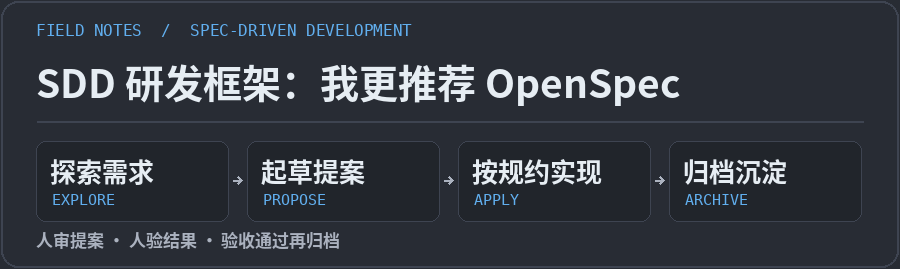 FIELD NOTES / SPEC-DRIVEN DEVELOPMENT
SDD 研发框架：我更推荐 OpenSpec
探索需求
EXPLORE
起草提案
PROPOSE
按规约实现
APPLY
归档沉淀
ARCHIVE
人审提案 • 人验结果 • 验收通过再归档